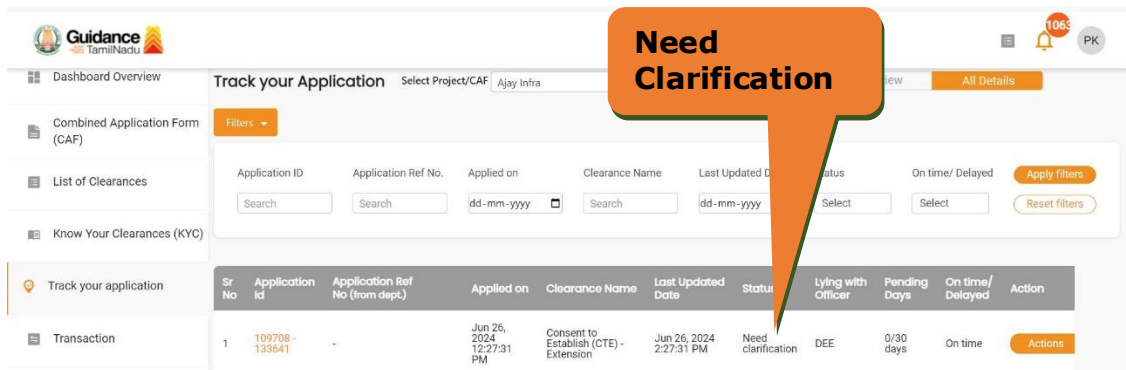 Guidance
TamilNadu
Need
Clarification
1063
PK
Dashboard Overview
Track your Application
Select Project/CAF
Ajay Infra
All Details
Combined Application Form
(CAF)
Filters
List of Clearances
Application ID
Application Ref No.
Applied on
Clearance Name
Last Updated D
On time/ Delayed
Apply filters
Search
Search
dd-mm-yyyy
Search
dd-mm-yyyy
Select
Select
Reset filters
Know Your Clearances (KYC)
Track your application
Sr
No
Application
Id
Application Ref
No (from dept.)
Applied on
Clearance Name
Last Updated
Date
Status
Lying with
Officer
Pending
Days
On time/
Delayed
Action
Transaction
1
109708 -
133641
-
Jun 26,
2024
12:27:31
PM
Consent to
Establish (CTE) -
Extension
Jun 26, 2024
2:27:31 PM
Need
clarification
DEE
0/30
days
On time
Actions